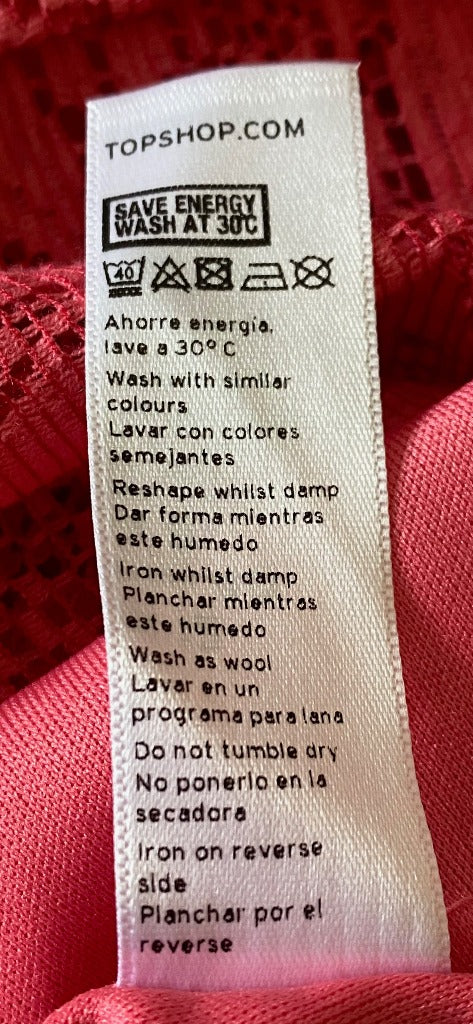 TOPSHOP.COM
SAVE ENERGY
WASH AT 30C
40
Ahorre energía,
lave a 30º C
Wash with similar
colours
Lavar con colores
semejantes
Reshape whilst damp
Dar forma mientras
este humedo
Iron whilst damp
Planchar mientras
este humedo
Wash as wool
Lavar en un
programa para lana
Do not tumble dry
No ponerlo en la
secadora
Iron on reverse
side
Planchar por el
reverse